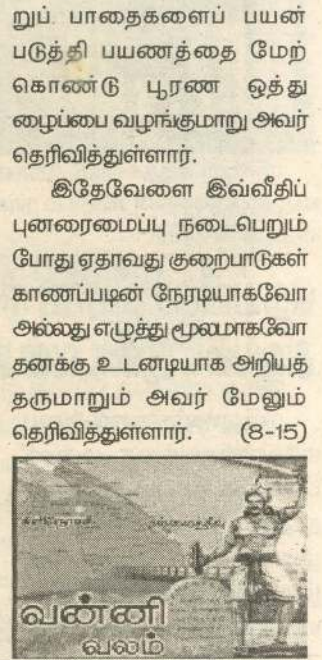 றுப் பாதைகளைப் பயன்
படுத்தி பயணத்தை மேற்
கொண்டு பூரண ஒத்து
ழைப்பை வழங்குமாறு அவர்
தெரிவித்துள்ளார்.
இதேவேளை இவ்வீதிப்
புனரைமைப்பு நடைபெறும்
போது ஏதாவது குறைபாடுகள்
காணப்படின் நேரடியாகவோ
அல்லது எழுத்து மூலமாகவோ
தனக்கு உடனடியாக அறியத்
தருமாறும் அவர் மேலும்
தெரிவித்துள்ளார். (8-15)
வன்னி
வலம்